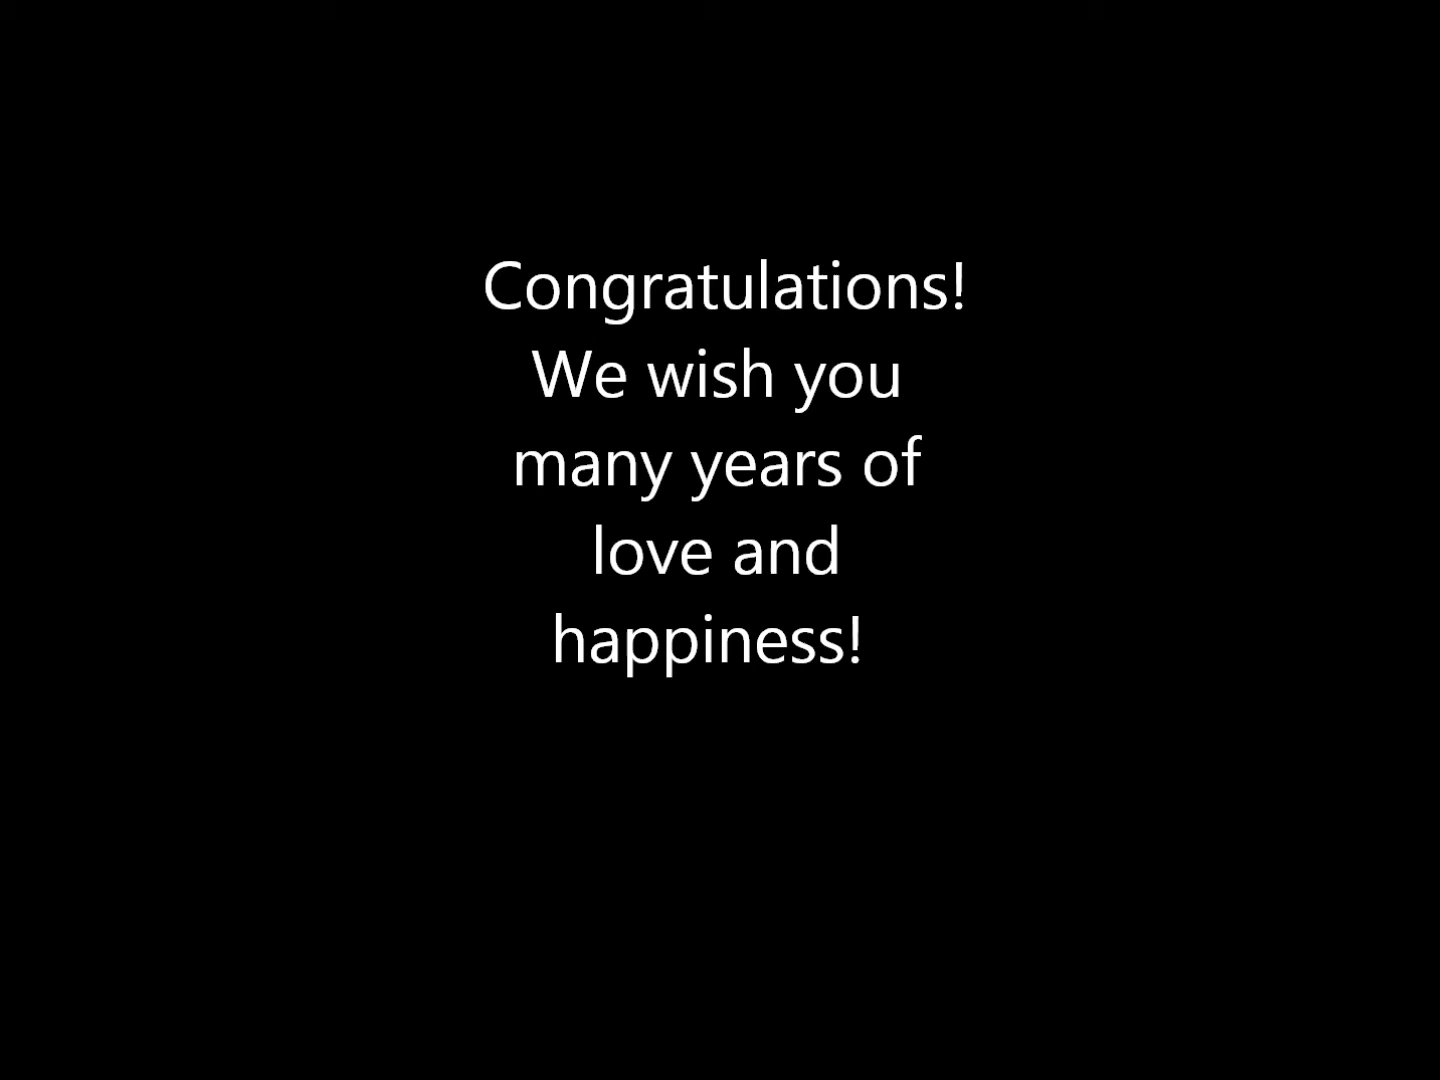 Congratulations!
We wish you
many years of
love and
happiness!